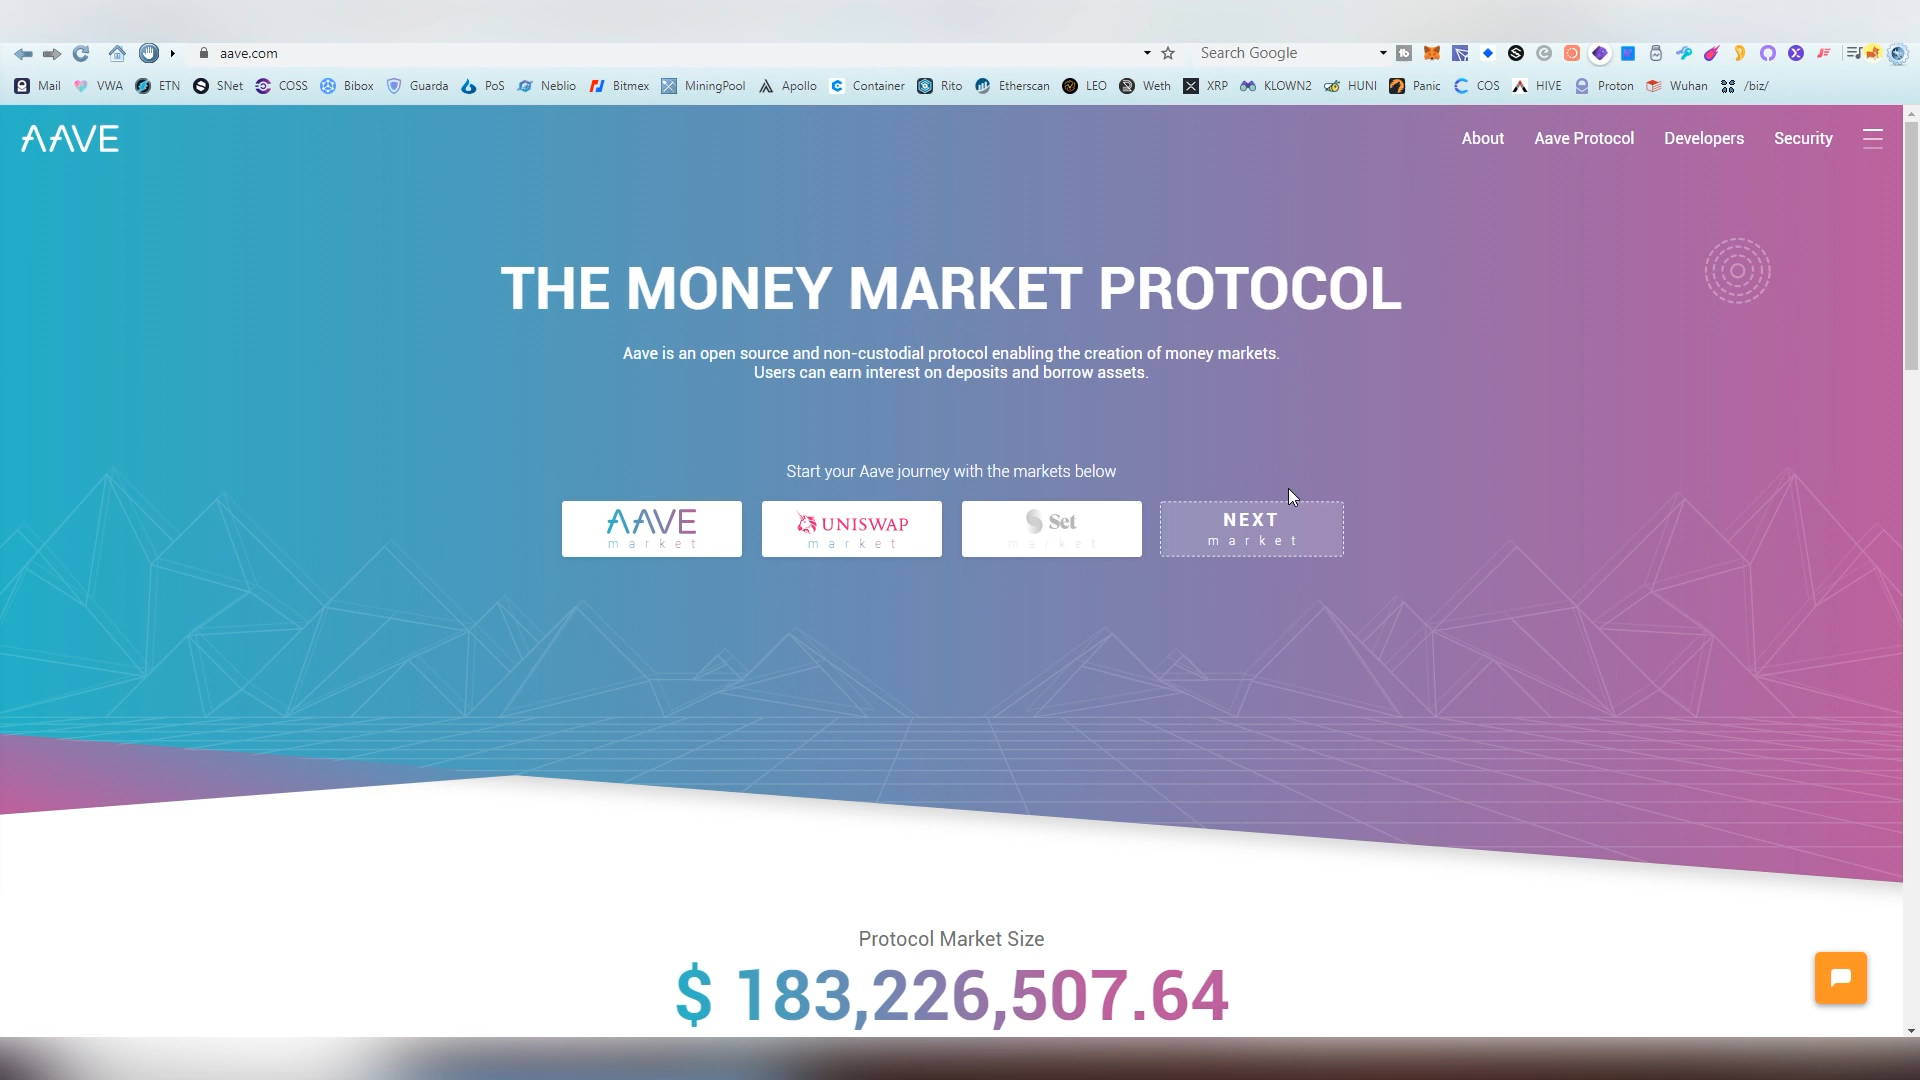 aave.com
Search Google
Mail VWA ETN SNet COSS Bibox Guarda PoS Neblio Bitmex MiningPool Apollo Container Rito Etherscan LEO Weth XRP KLOWN2 HUNI Panic COS HIVE Proton Wuhan /biz/
AAVE
About Aave Protocol Developers Security
THE MONEY MARKET PROTOCOL
Aave is an open source and non-custodial protocol enabling the creation of money markets.
Users can earn interest on deposits and borrow assets.
Start your Aave journey with the markets below
AAVE
market
UNISWAP
market
Set
market
NEXT
market
Protocol Market Size
$ 183,226,507.64